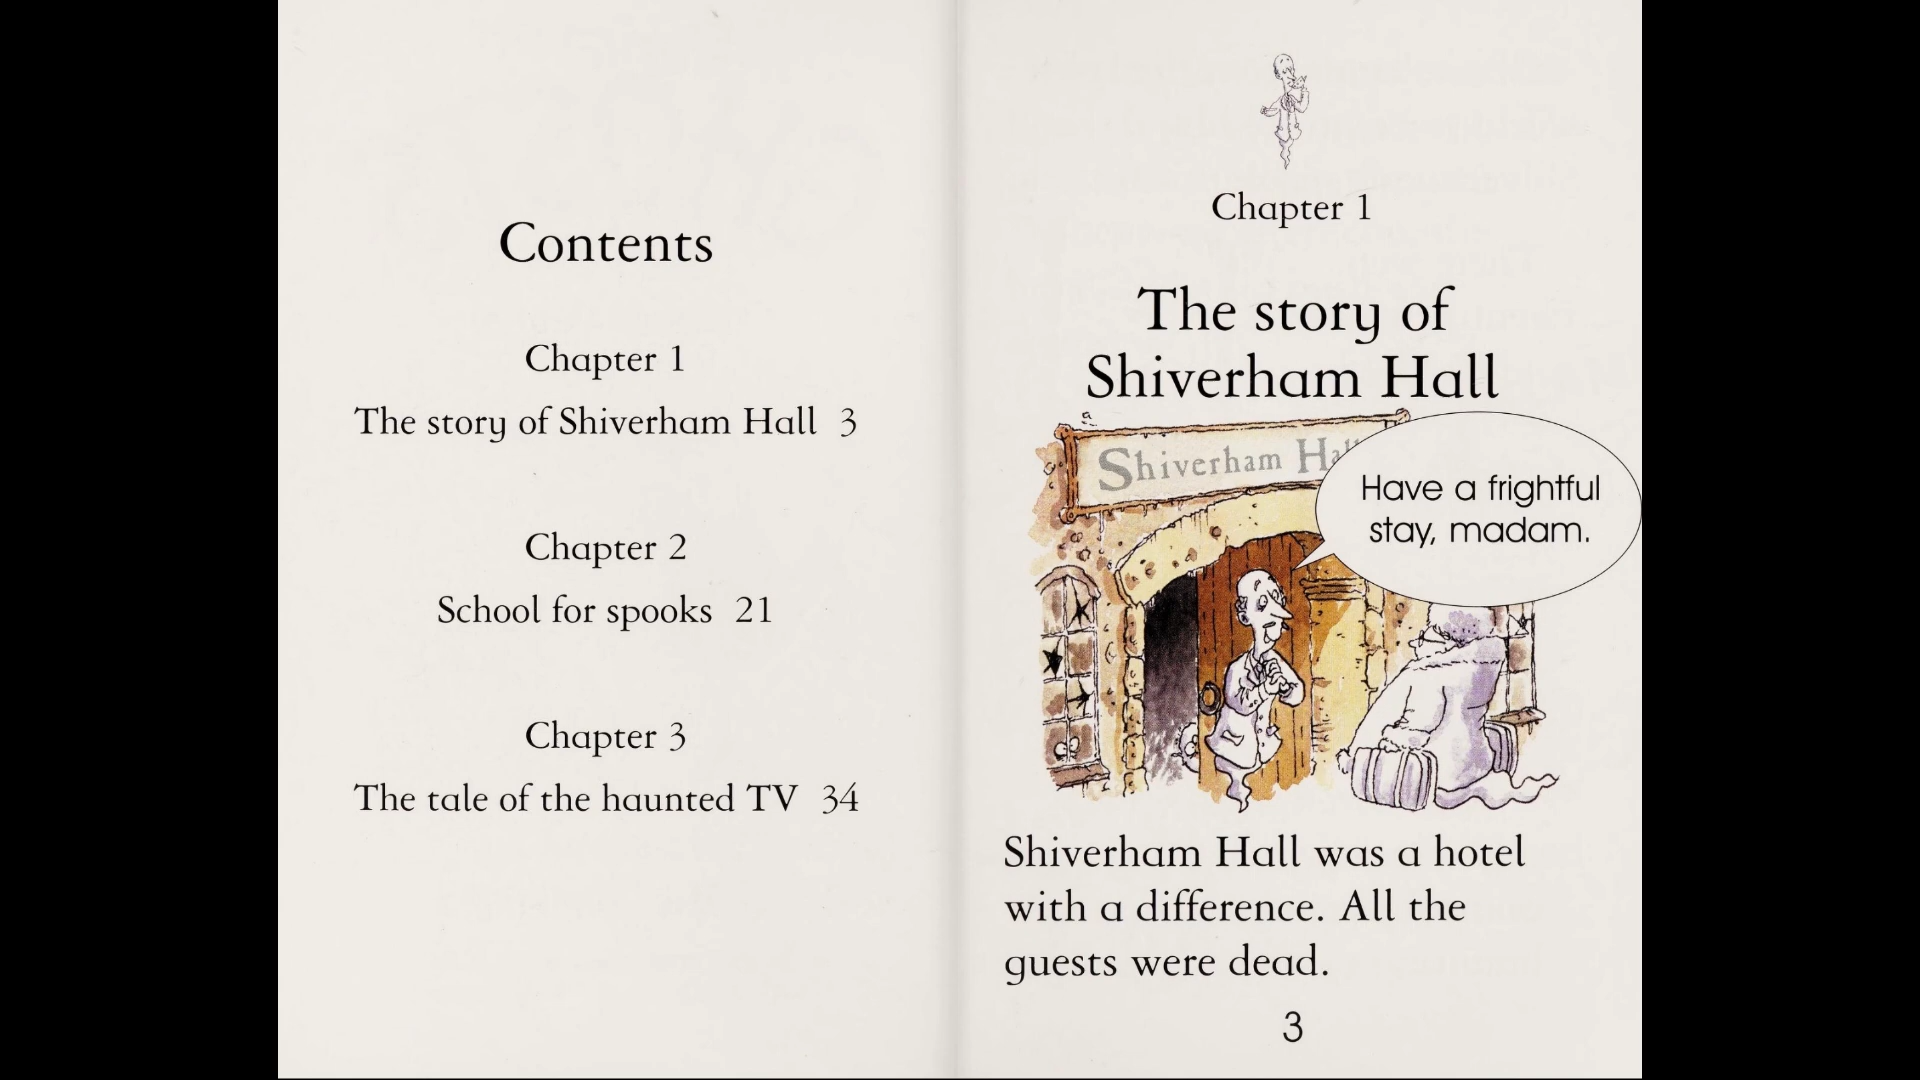 Contents
Chapter 1
The story of Shiverham Hall 3
Chapter 2
School for spooks 21
Chapter 3
The tale of the haunted TV 34
Chapter 1
The story of
Shiverham Hall
Shiverham Hall
Have a frightful
stay, madam.
Shiverham Hall was a hotel
with a difference. All the
guests were dead.
3